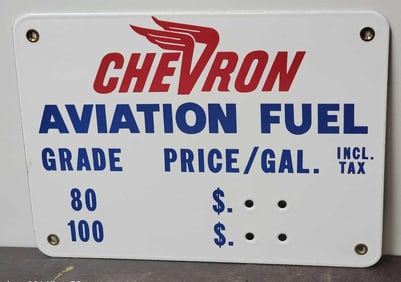 CHEVRON
AVIATION FUEL
GRADE PRICE/GAL. INCL. TAX
80 $.
100 $.